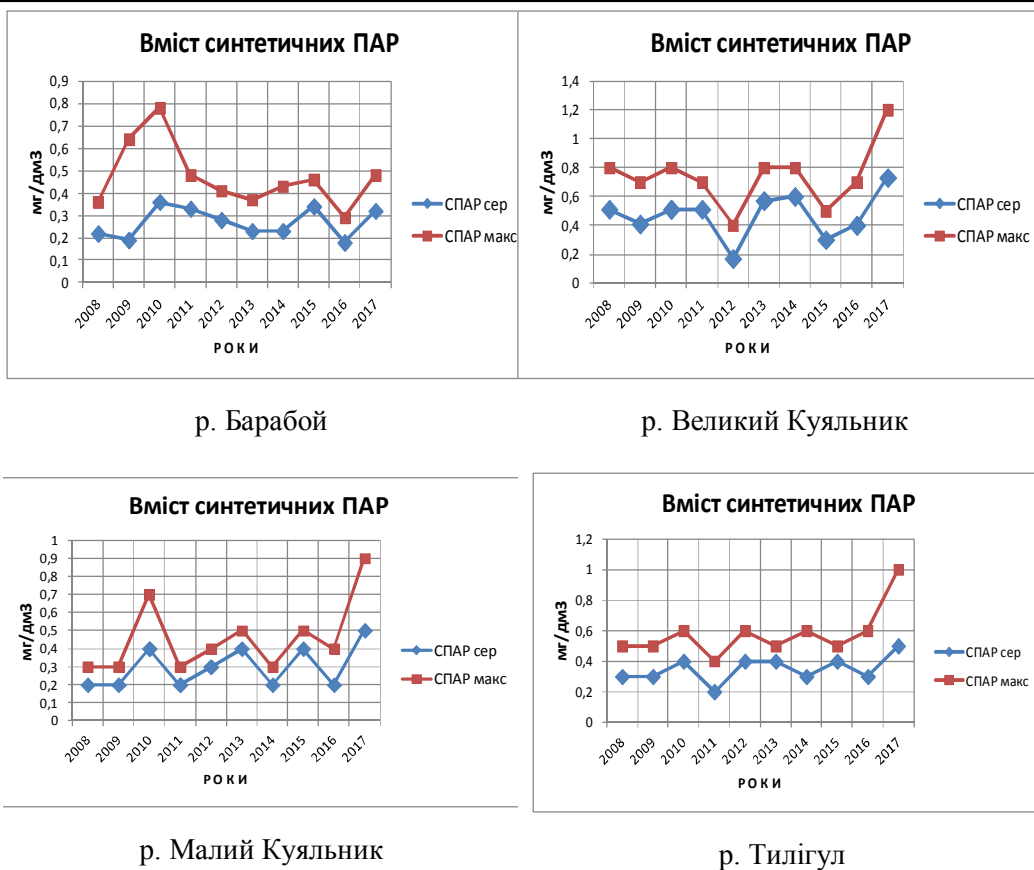 Вміст синтетичних ПАР
0,9
0,8
0,7
0,6
0,5
0,4
0,3
0,2
0,1
0
мг/дм3
2008 2009 2010 2011 2012 2013 2014 2015 2016 2017
РОКИ
СПАР сер
СПАР макс
р. Барабой
Вміст синтетичних ПАР
1,4
1,2
1
0,8
0,6
0,4
0,2
0
мг/дм3
2008 2009 2010 2011 2012 2013 2014 2015 2016 2017
РОКИ
СПАР сер
СПАР макс
р. Великий Куяльник
Вміст синтетичних ПАР
1
0,9
0,8
0,7
0,6
0,5
0,4
0,3
0,2
0,1
0
мг/дм3
2008 2009 2010 2011 2012 2013 2014 2015 2016 2017
РОКИ
СПАР сер
СПАР макс
р. Малий Куяльник
Вміст синтетичних ПАР
1,2
1
0,8
0,6
0,4
0,2
0
мг/дм3
2008 2009 2010 2011 2012 2013 2014 2015 2016 2017
РОКИ
СПАР сер
СПАР макс
р. Тилігул